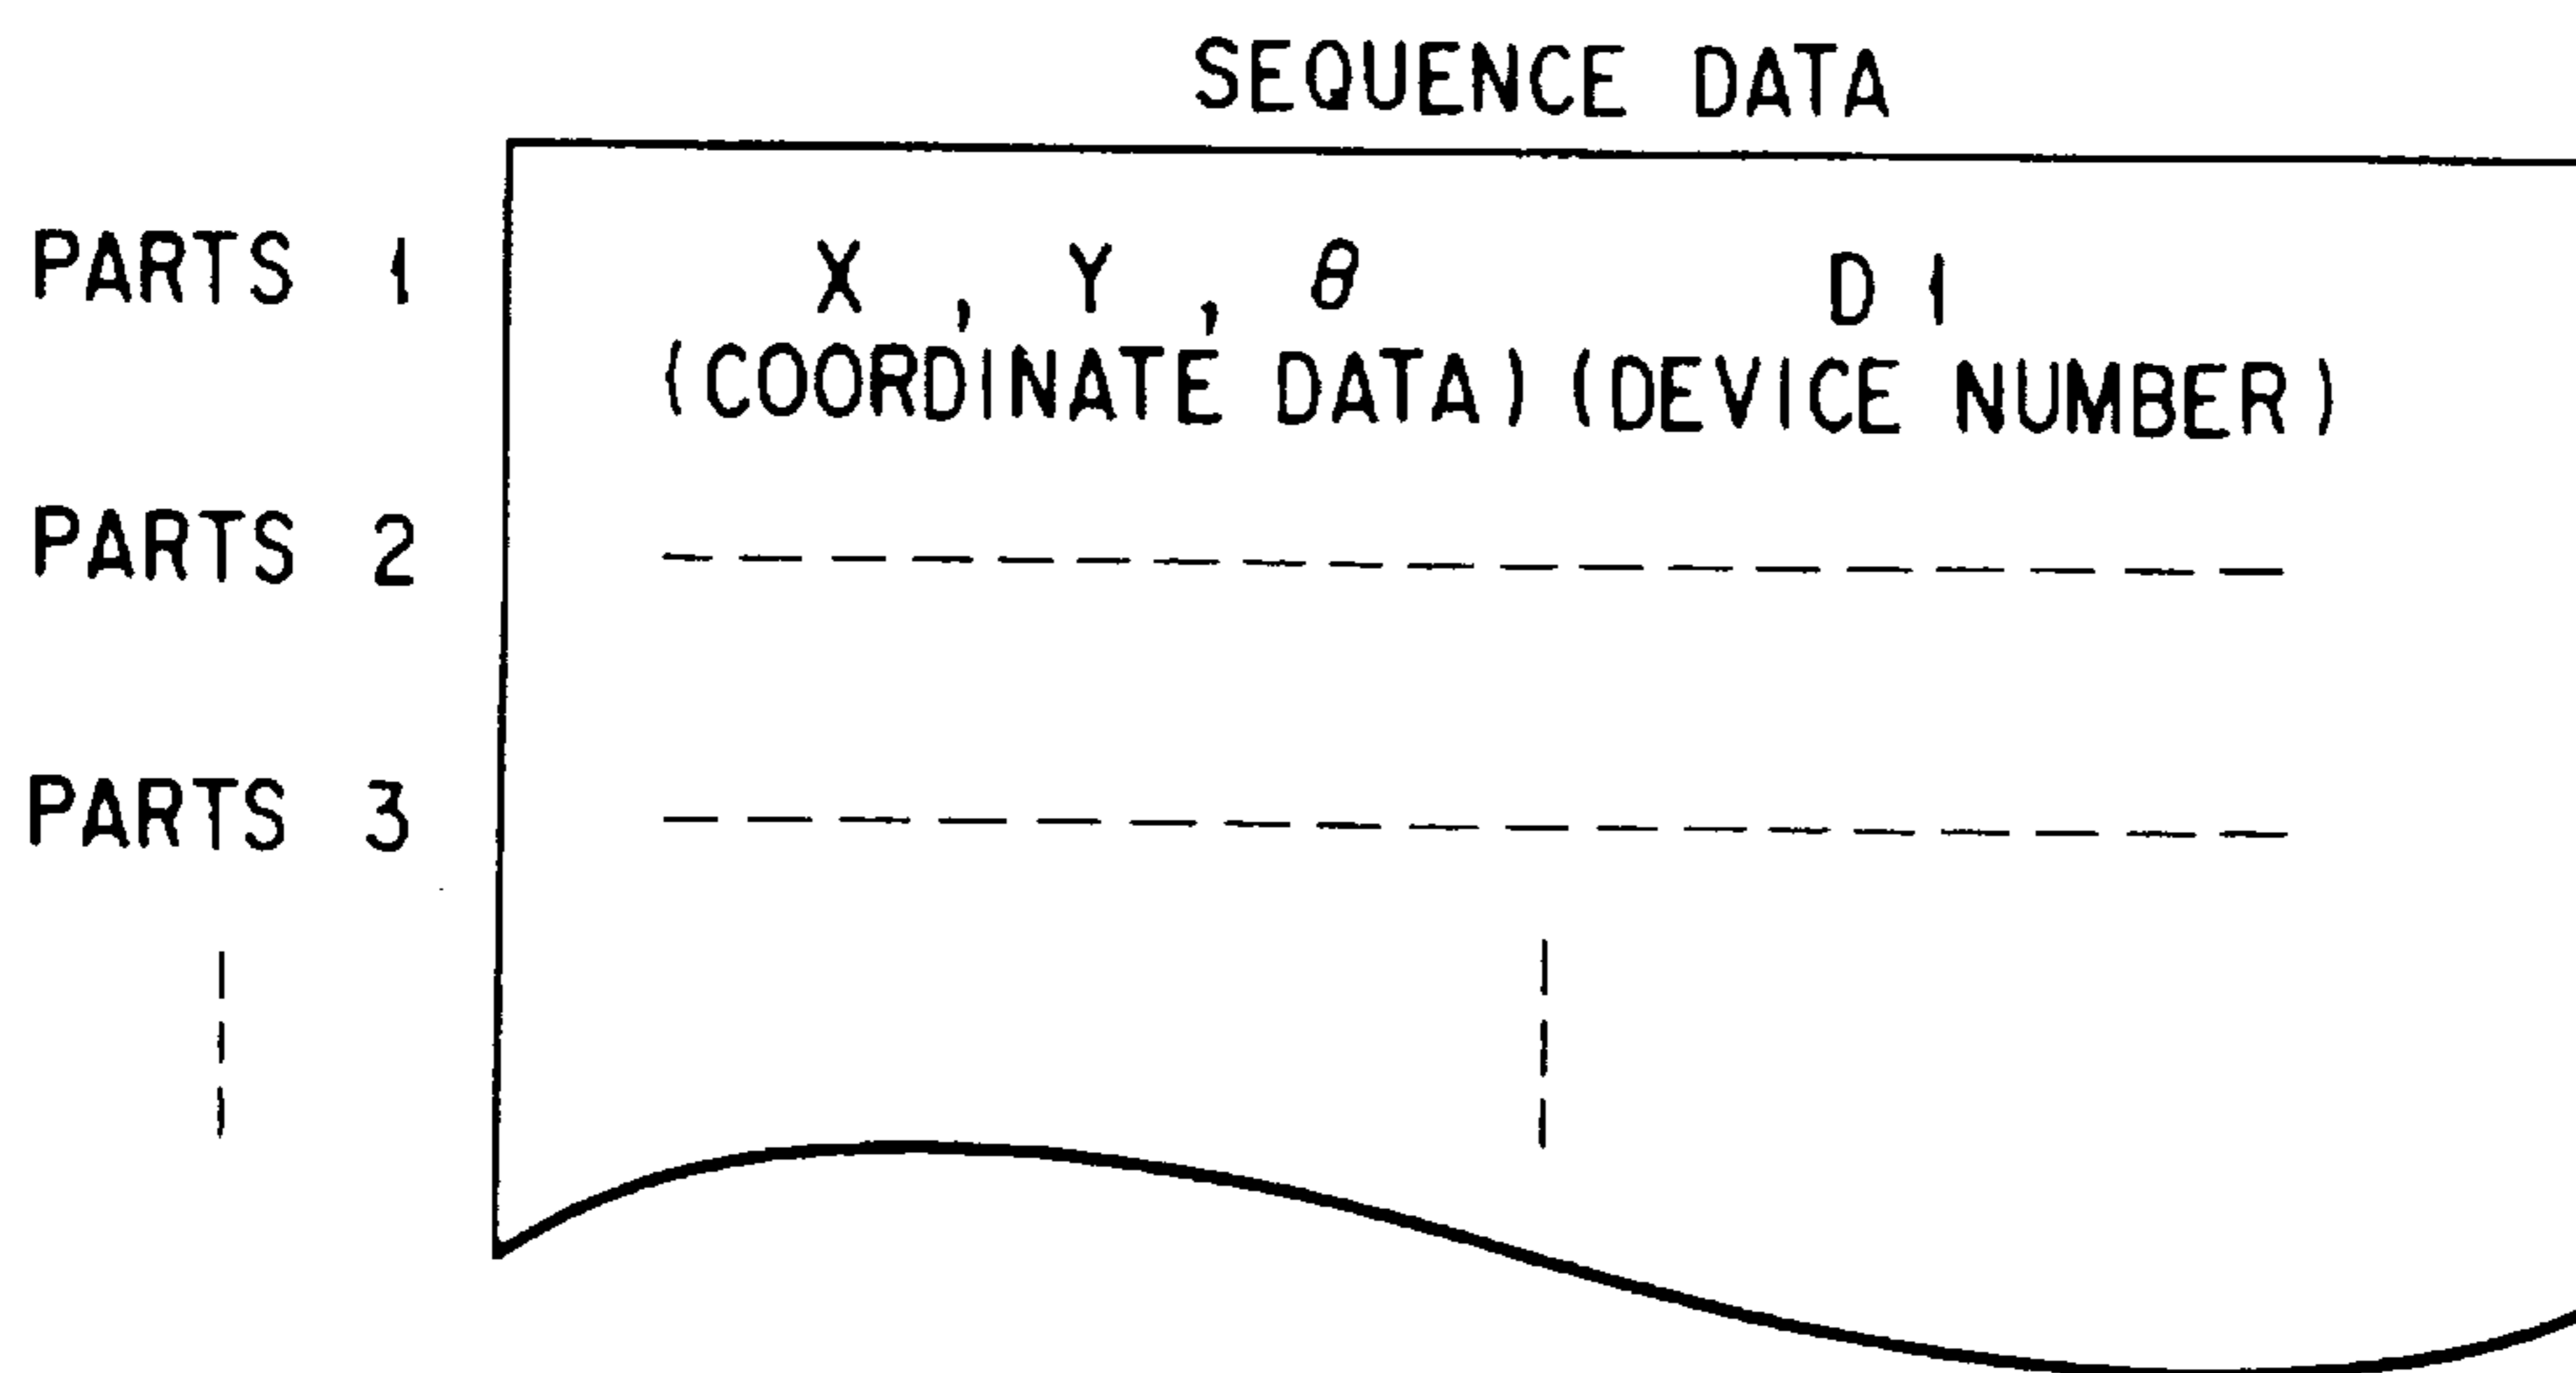 SEQUENCE DATA
PARTS 1 X , Y , θ D 1
(COORDINATE DATA) (DEVICE NUMBER)
PARTS 2
PARTS 3